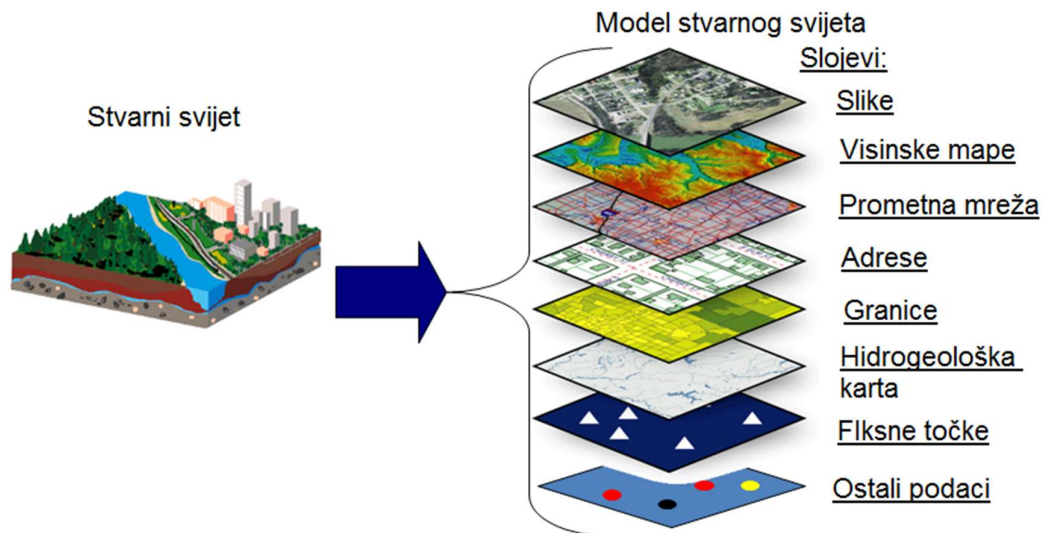 Model stvarnog svijeta
Stvarni svijet
Slojevi:
Slike
Visinske mape
Prometna mreža
Adrese
Granice
Hidrogeološka
karta
FIksne točke
Ostali podaci